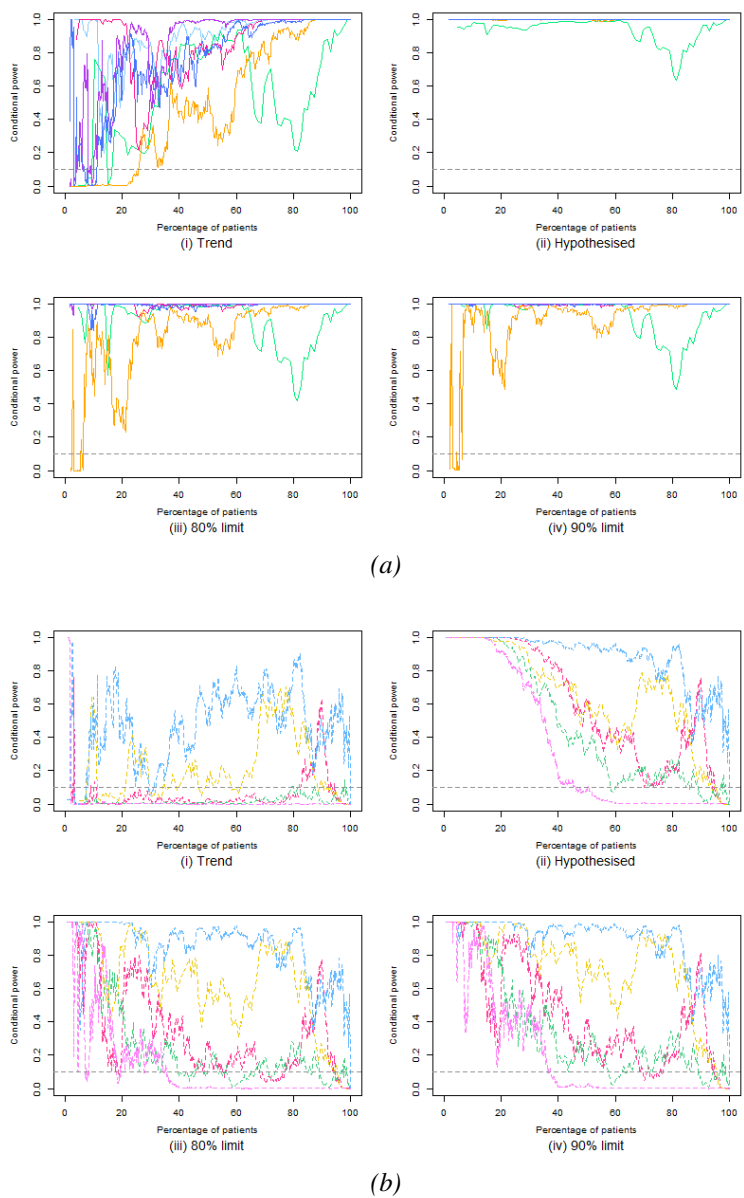 Conditional power
0.0 0.2 0.4 0.6 0.8 1.0
0 20 40 60 80 100
Percentage of patients
(i) Trend
Conditional power
0.0 0.2 0.4 0.6 0.8 1.0
0 20 40 60 80 100
Percentage of patients
(ii) Hypothesised
Conditional power
0.0 0.2 0.4 0.6 0.8 1.0
0 20 40 60 80 100
Percentage of patients
(iii) 80% limit
Conditional power
0.0 0.2 0.4 0.6 0.8 1.0
0 20 40 60 80 100
Percentage of patients
(iv) 90% limit
(a)
Conditional power
0.0 0.2 0.4 0.6 0.8 1.0
0 20 40 60 80 100
Percentage of patients
(i) Trend
Conditional power
0.0 0.2 0.4 0.6 0.8 1.0
0 20 40 60 80 100
Percentage of patients
(ii) Hypothesised
Conditional power
0.0 0.2 0.4 0.6 0.8 1.0
0 20 40 60 80 100
Percentage of patients
(iii) 80% limit
Conditional power
0.0 0.2 0.4 0.6 0.8 1.0
0 20 40 60 80 100
Percentage of patients
(iv) 90% limit
(b)